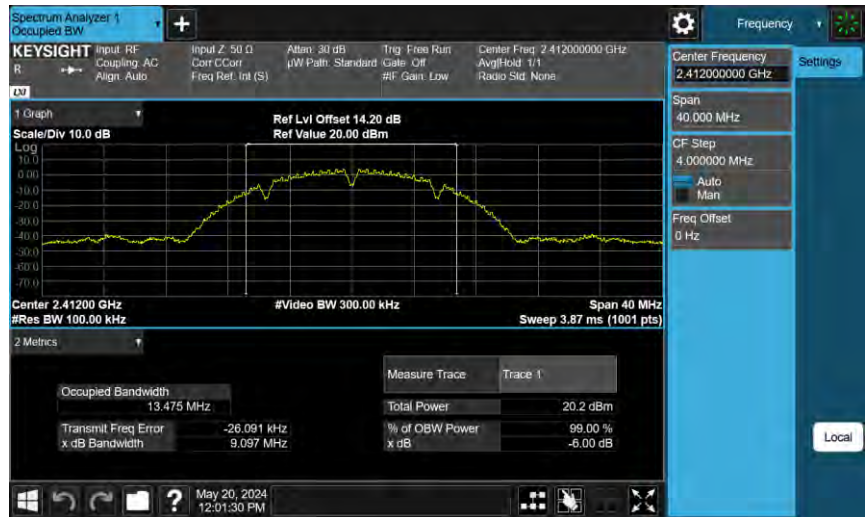 Spectrum Analyzer 1
Occupied BW
+
Frequency
KEYSIGHT
R
Input: RF
Coupling: AC
Align: Auto
Input Z: 50 Ω
Corr CCorr
Freq Ref: Int (S)
Atten: 30 dB
µW Path: Standard
Trig: Free Run
Gate: Off
#IF Gain: Low
Center Freq: 2.412000000 GHz
Avg|Hold: 1/1
Radio Std: None
LXI
1 Graph
Scale/Div 10.0 dB
Ref Lvl Offset 14.20 dB
Ref Value 20.00 dBm
Log
10.0
0.00
-10.0
-20.0
-30.0
-40.0
-50.0
-60.0
-70.0
Center 2.41200 GHz
#Res BW 100.00 kHz
#Video BW 300.00 kHz
Span 40 MHz
Sweep 3.87 ms (1001 pts)
2 Metrics
Measure Trace Trace 1
Occupied Bandwidth
13.475 MHz
Total Power 20.2 dBm
Transmit Freq Error -26.091 kHz
% of OBW Power 99.00 %
x dB Bandwidth 9.097 MHz
x dB -6.00 dB
Center Frequency
2.412000000 GHz
Settings
Span
40.000 MHz
CF Step
4.000000 MHz
Auto
Man
Freq Offset
0 Hz
Local
?
May 20, 2024
12:01:30 PM